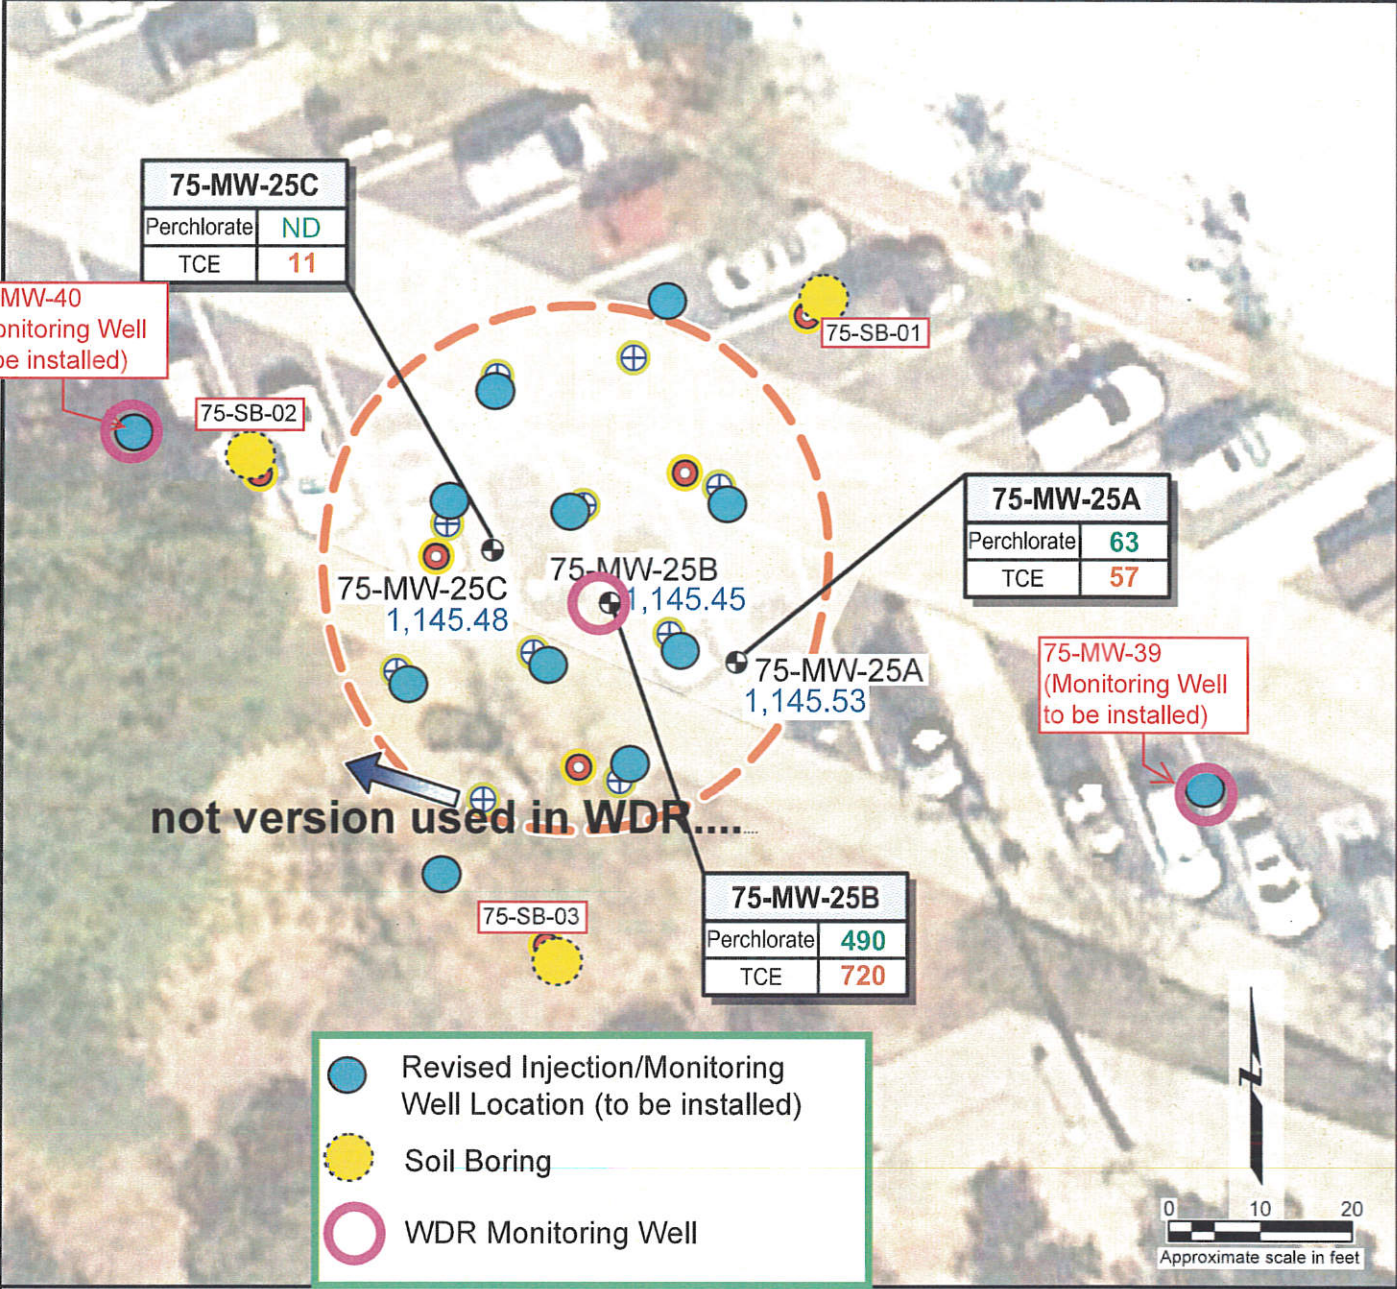 75-MW-25C
Perchlorate ND
TCE 11
MW-40
onitoring Well
be installed)
75-SB-01
75-SB-02
75-MW-25A
Perchlorate 63
TCE 57
75-MW-25C
1,145.48
75-MW-25B
1,145.45
75-MW-25A
1,145.53
75-MW-39
(Monitoring Well
to be installed)
not version used in WDR....
75-SB-03
75-MW-25B
Perchlorate 490
TCE 720
Revised Injection/Monitoring
Well Location (to be installed)
Soil Boring
WDR Monitoring Well
Z
0 10 20
Approximate scale in feet